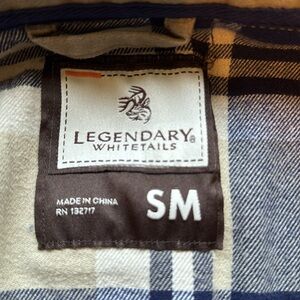 LEGENDARY®
WHITETAILS
MADE IN CHINA
RN 132717
SM